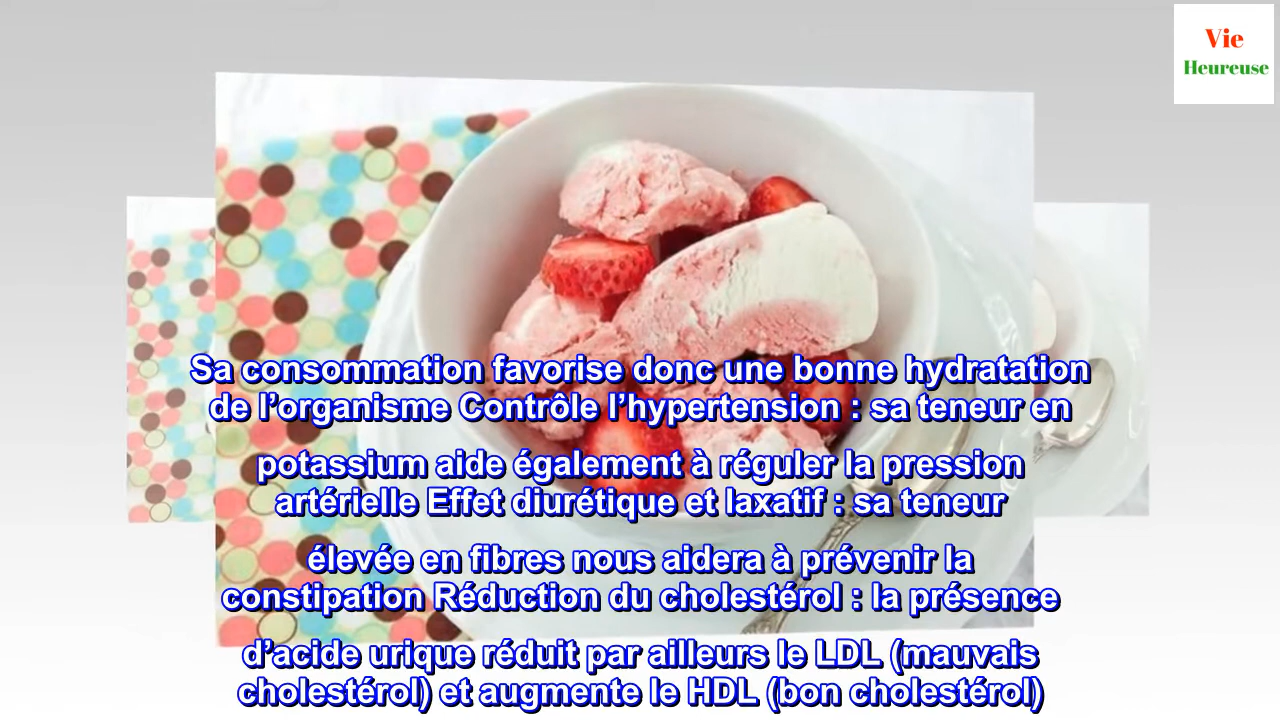 Vie
Heureuse
Sa consommation favorise donc une bonne hydratation
de l’organisme Contrôle l’hypertension : sa teneur en
potassium aide également à réguler la pression
artérielle Effet diurétique et laxatif : sa teneur
élevée en fibres nous aidera à prévenir la
constipation Réduction du cholestérol : la présence
d’acide urique réduit par ailleurs le LDL (mauvais
cholestérol) et augmente le HDL (bon cholestérol)